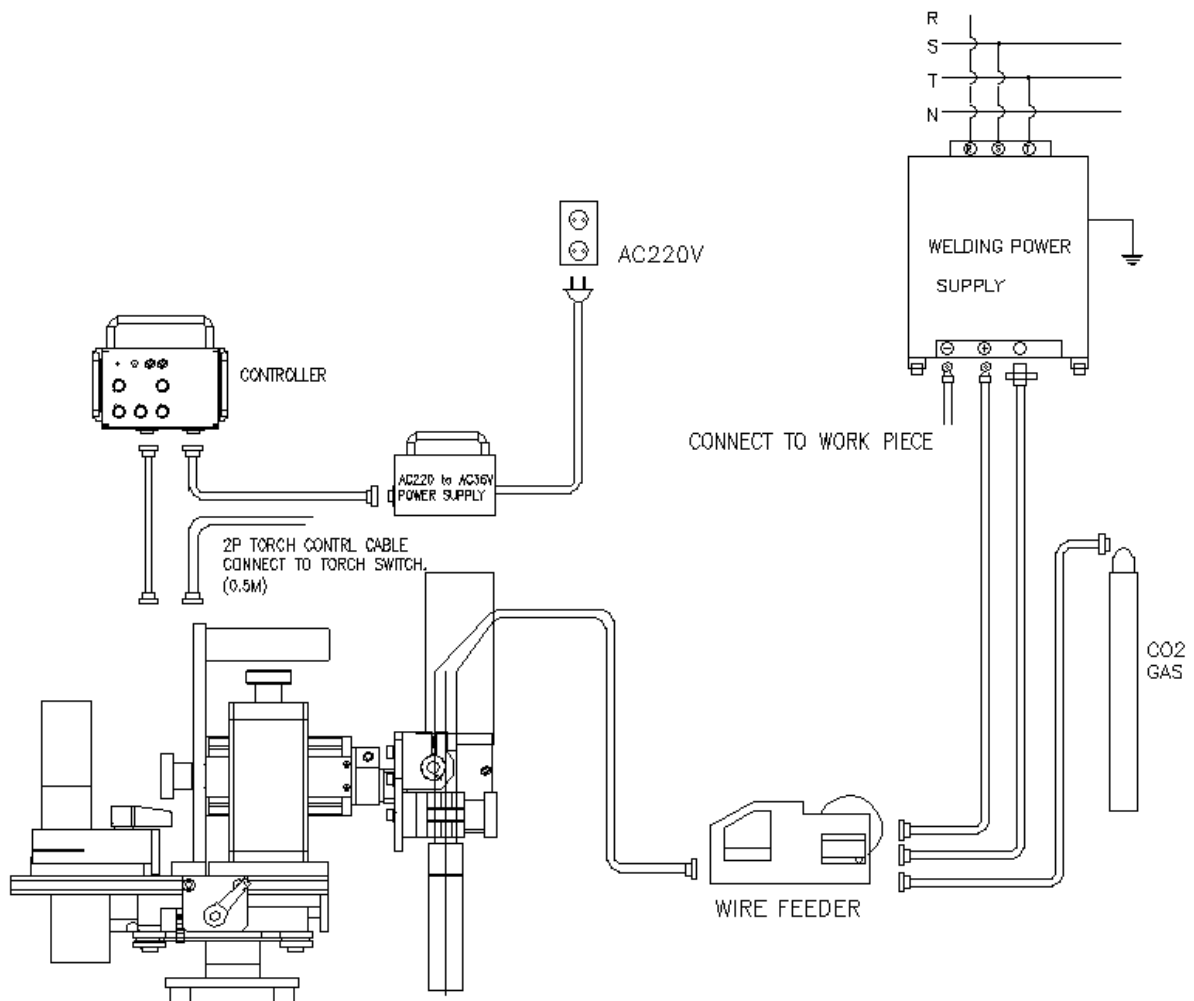 R
S
T
N
R S T
WELDING POWER
SUPPLY
− +
AC220V
CONTROLLER
CONNECT TO WORK PIECE
AC220 to AC36V
POWER SUPPLY
2P TORCH CONTRL CABLE
CONNECT TO TORCH SWITCH.
(0.5M)
CO2
GAS
WIRE FEEDER